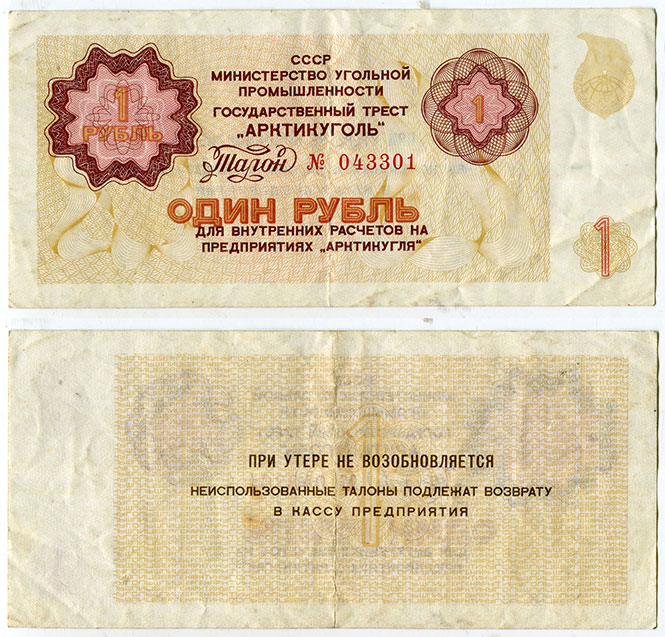 СССР
МИНИСТЕРСТВО УГОЛЬНОЙ
ПРОМЫШЛЕННОСТИ
ГОСУДАРСТВЕННЫЙ ТРЕСТ
„АРКТИКУГОЛЬ“
1
РУБЛЬ
1
Талон № 043301
ОДИН РУБЛЬ
ДЛЯ ВНУТРЕННИХ РАСЧЕТОВ НА
ПРЕДПРИЯТИЯХ „АРКТИКУГЛЯ“
1
1
ПРИ УТЕРЕ НЕ ВОЗОБНОВЛЯЕТСЯ
НЕИСПОЛЬЗОВАННЫЕ ТАЛОНЫ ПОДЛЕЖАТ ВОЗВРАТУ
В КАССУ ПРЕДПРИЯТИЯ